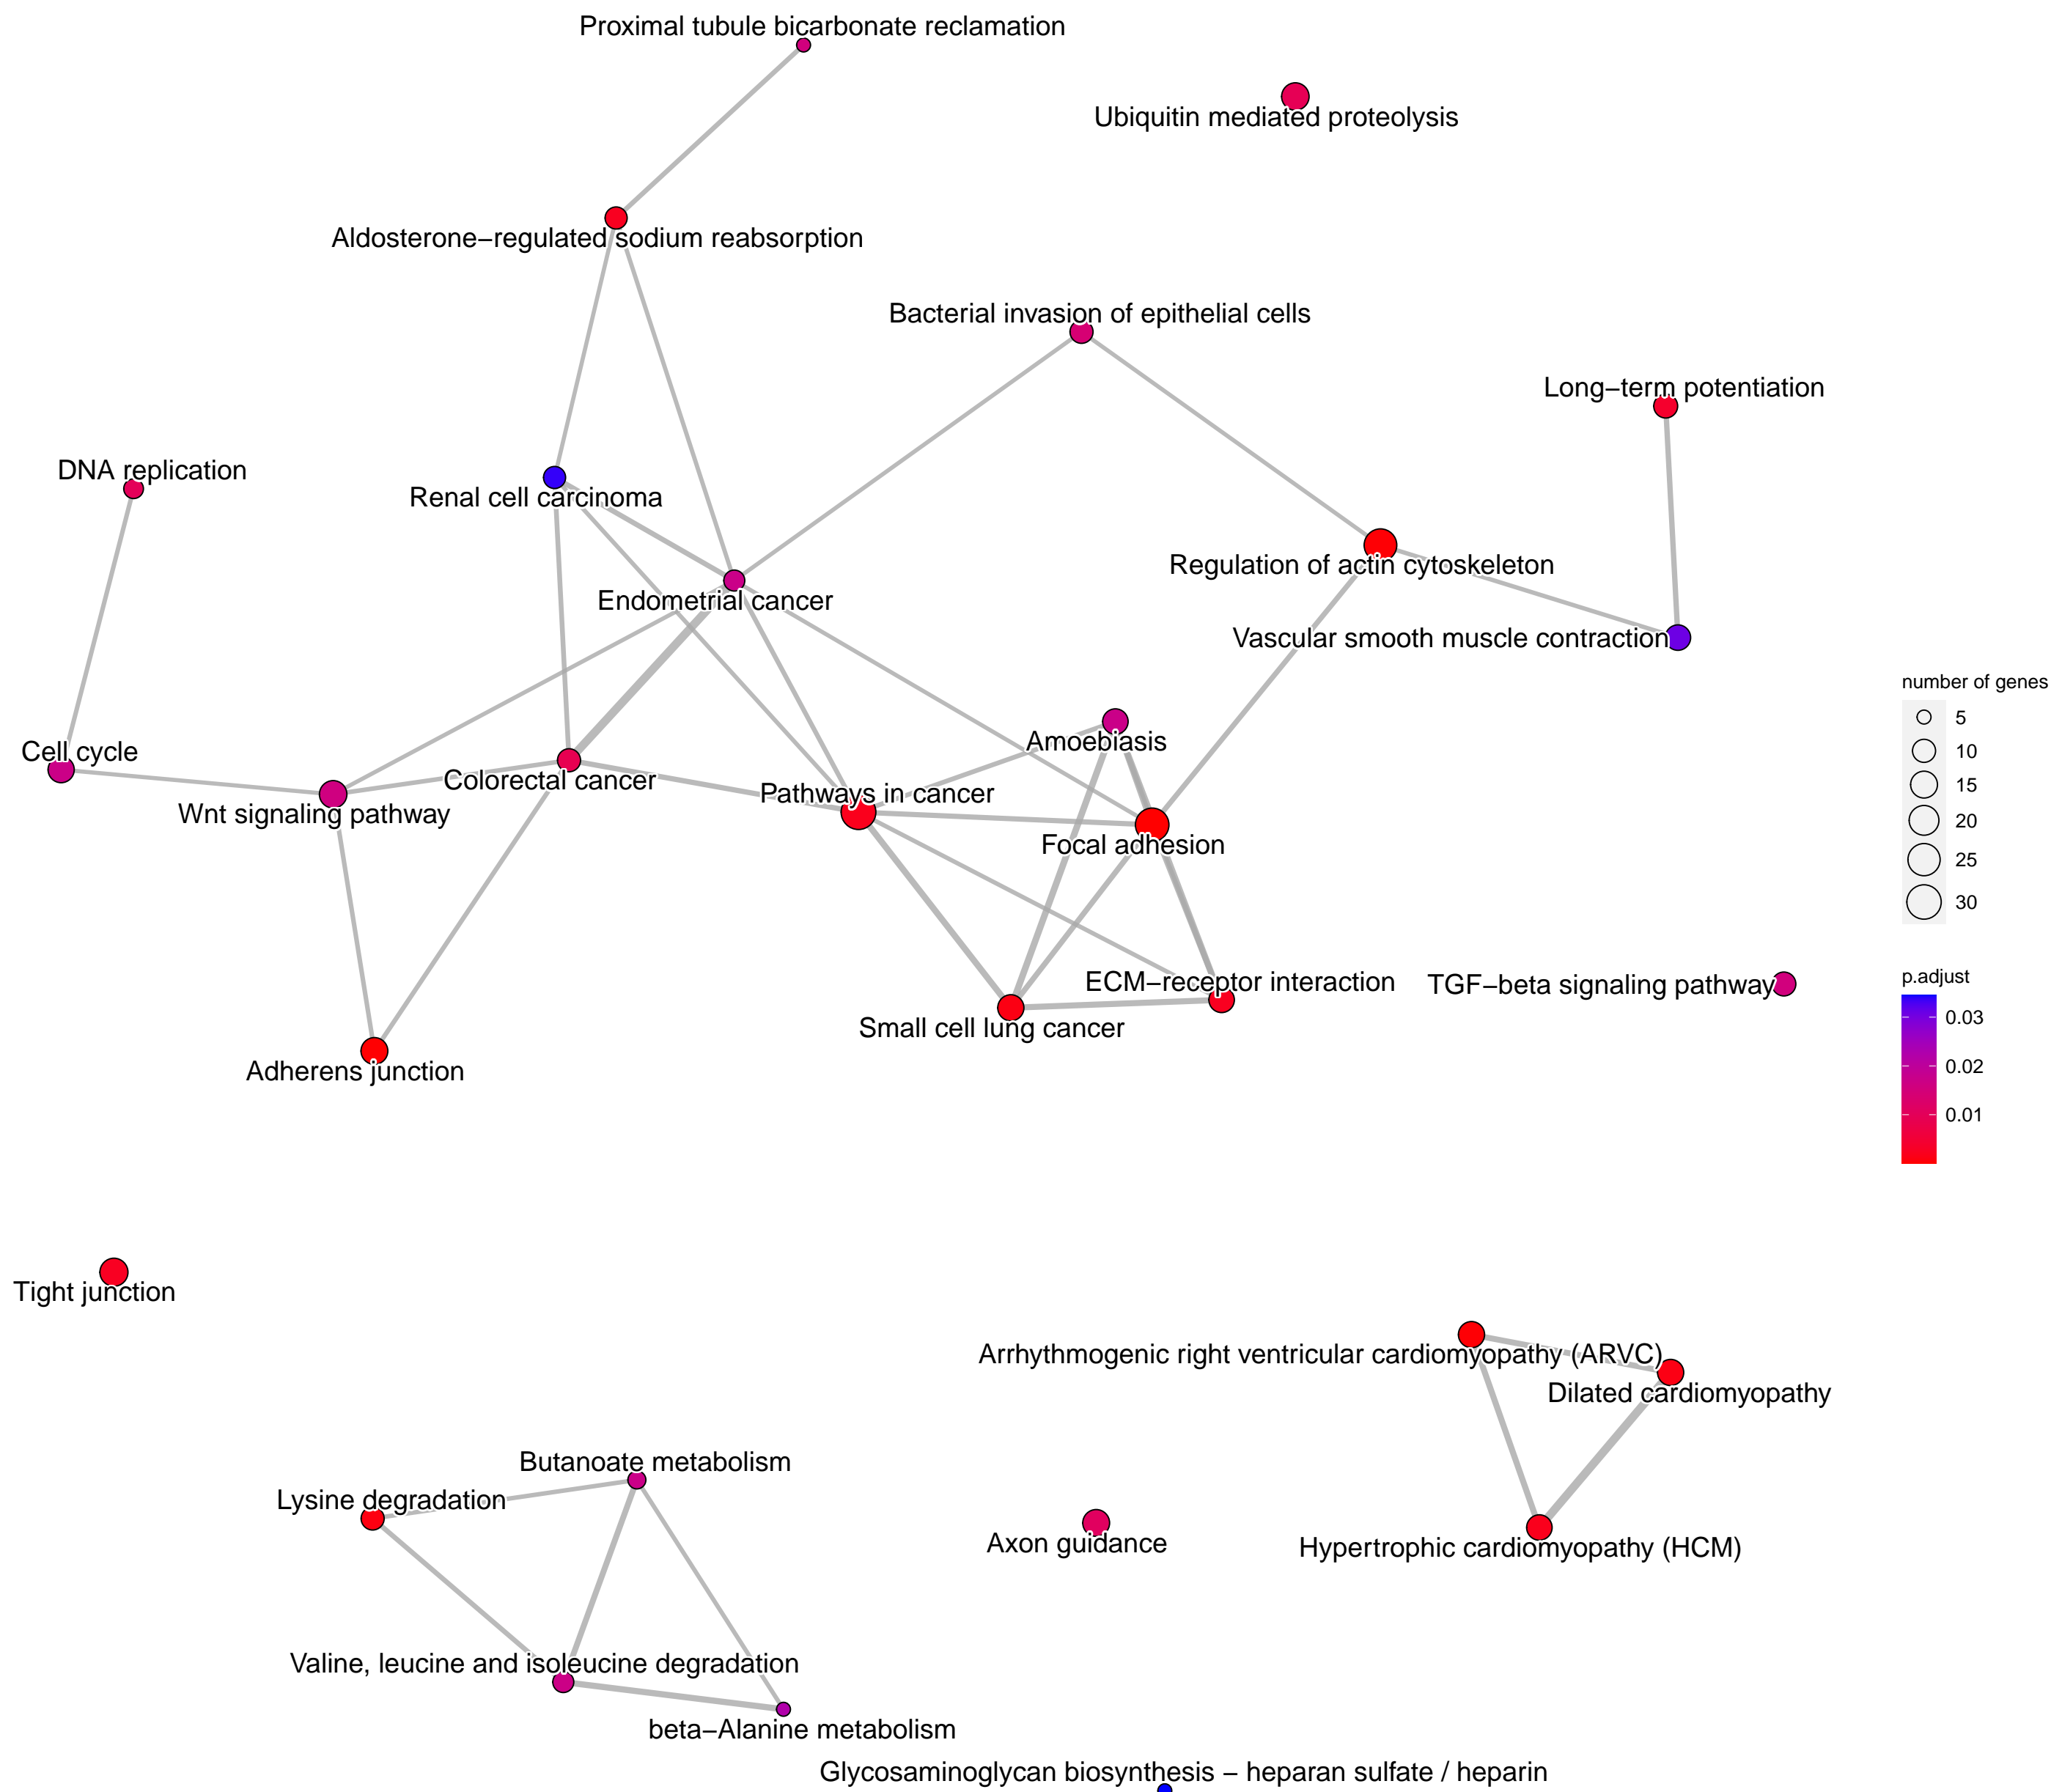 Proximal tubule bicarbonate reclamation
Ubiquitin mediated proteolysis
Aldosterone−regulated sodium reabsorption
Bacterial invasion of epithelial cells
Long−term potentiation
DNA replication
Renal cell carcinoma
Regulation of actin cytoskeleton
Endometrial cancer
Vascular smooth muscle contraction
number of genes
5
10
15
20
25
30
Amoebiasis
Cell cycle
Colorectal cancer
Pathways in cancer
Wnt signaling pathway
Focal adhesion
ECM−receptor interaction
TGF−beta signaling pathway
p.adjust
0.03
0.02
0.01
Small cell lung cancer
Adherens junction
Tight junction
Arrhythmogenic right ventricular cardiomyopathy (ARVC)
Dilated cardiomyopathy
Butanoate metabolism
Lysine degradation
Axon guidance
Hypertrophic cardiomyopathy (HCM)
Valine, leucine and isoleucine degradation
beta−Alanine metabolism
Glycosaminoglycan biosynthesis − heparan sulfate / heparin